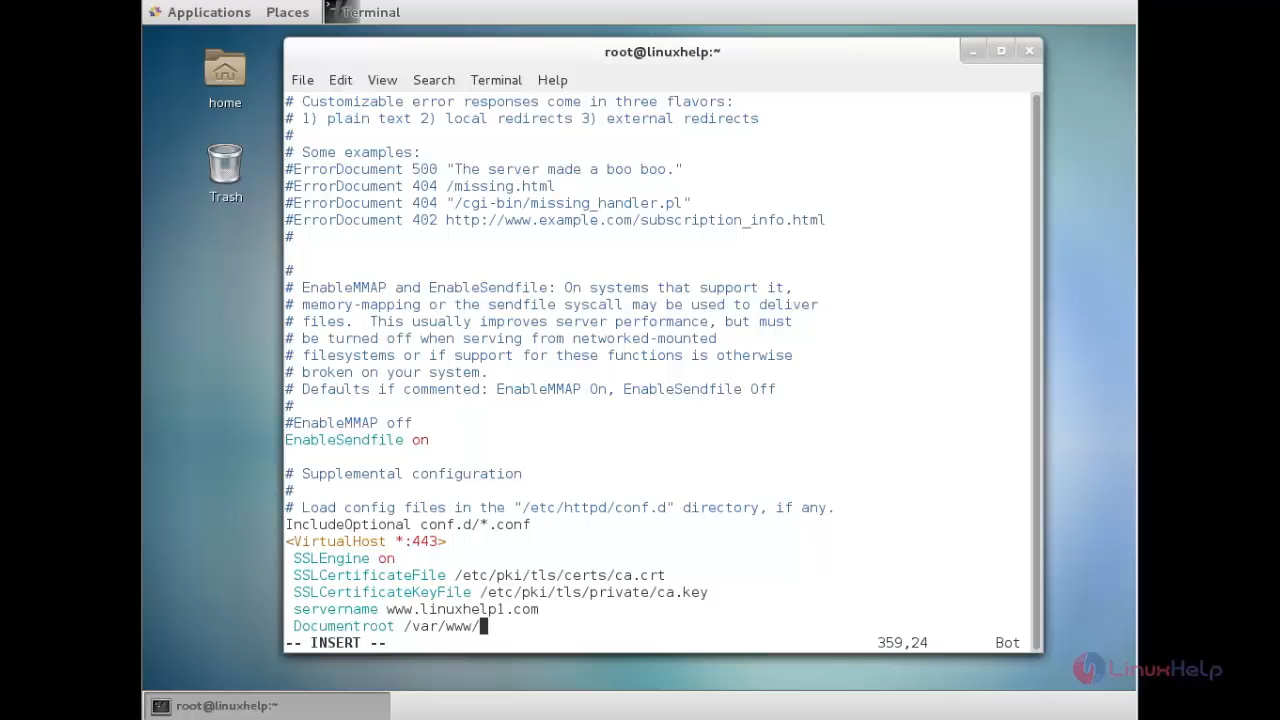 Applications Places Terminal
root@linuxhelp:~
File Edit View Search Terminal Help
home
Trash
# Customizable error responses come in three flavors:
# 1) plain text 2) local redirects 3) external redirects
#
# Some examples:
#ErrorDocument 500 "The server made a boo boo."
#ErrorDocument 404 /missing.html
#ErrorDocument 404 "/cgi-bin/missing_handler.pl"
#ErrorDocument 402 http://www.example.com/subscription_info.html
#
#
# EnableMMAP and EnableSendfile: On systems that support it,
# memory-mapping or the sendfile syscall may be used to deliver
# files.  This usually improves server performance, but must
# be turned off when serving from networked-mounted
# filesystems or if support for these functions is otherwise
# broken on your system.
# Defaults if commented: EnableMMAP On, EnableSendfile Off
#
#EnableMMAP off
EnableSendfile on
# Supplemental configuration
#
# Load config files in the "/etc/httpd/conf.d" directory, if any.
IncludeOptional conf.d/*.conf
<VirtualHost *:443>
SSLEngine on
SSLCertificateFile /etc/pki/tls/certs/ca.crt
SSLCertificateKeyFile /etc/pki/tls/private/ca.key
servername www.linuxhelp1.com
Documentroot /var/www/
-- INSERT -- 359,24 Bot
LinuxHelp
root@linuxhelp:~